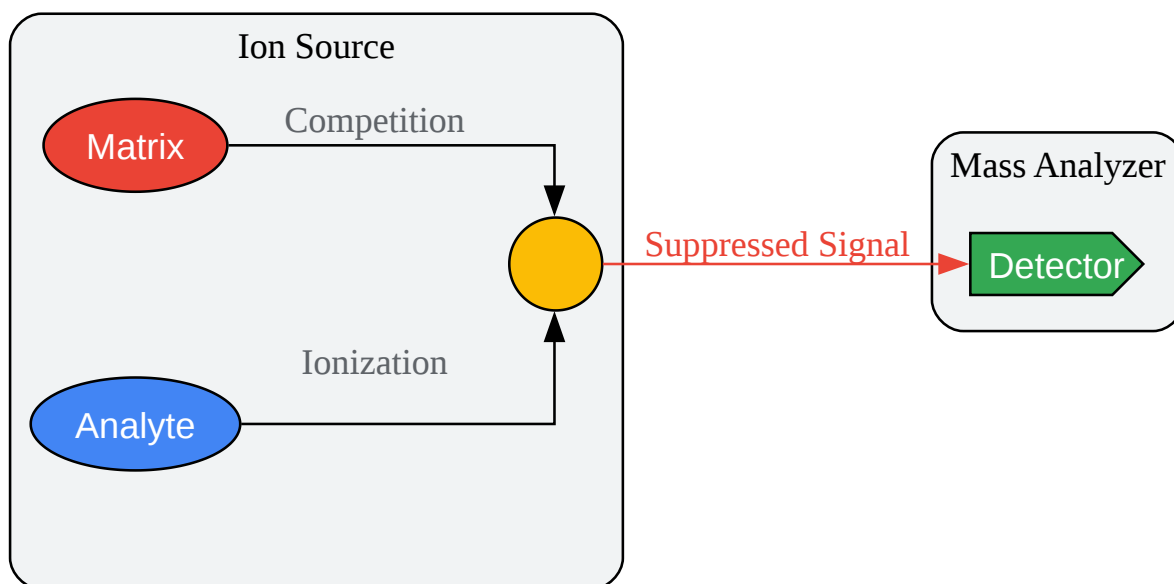 Ion Source
Matrix
Competition
Mass Analyzer
Suppressed Signal
Detector
Ionization
Analyte